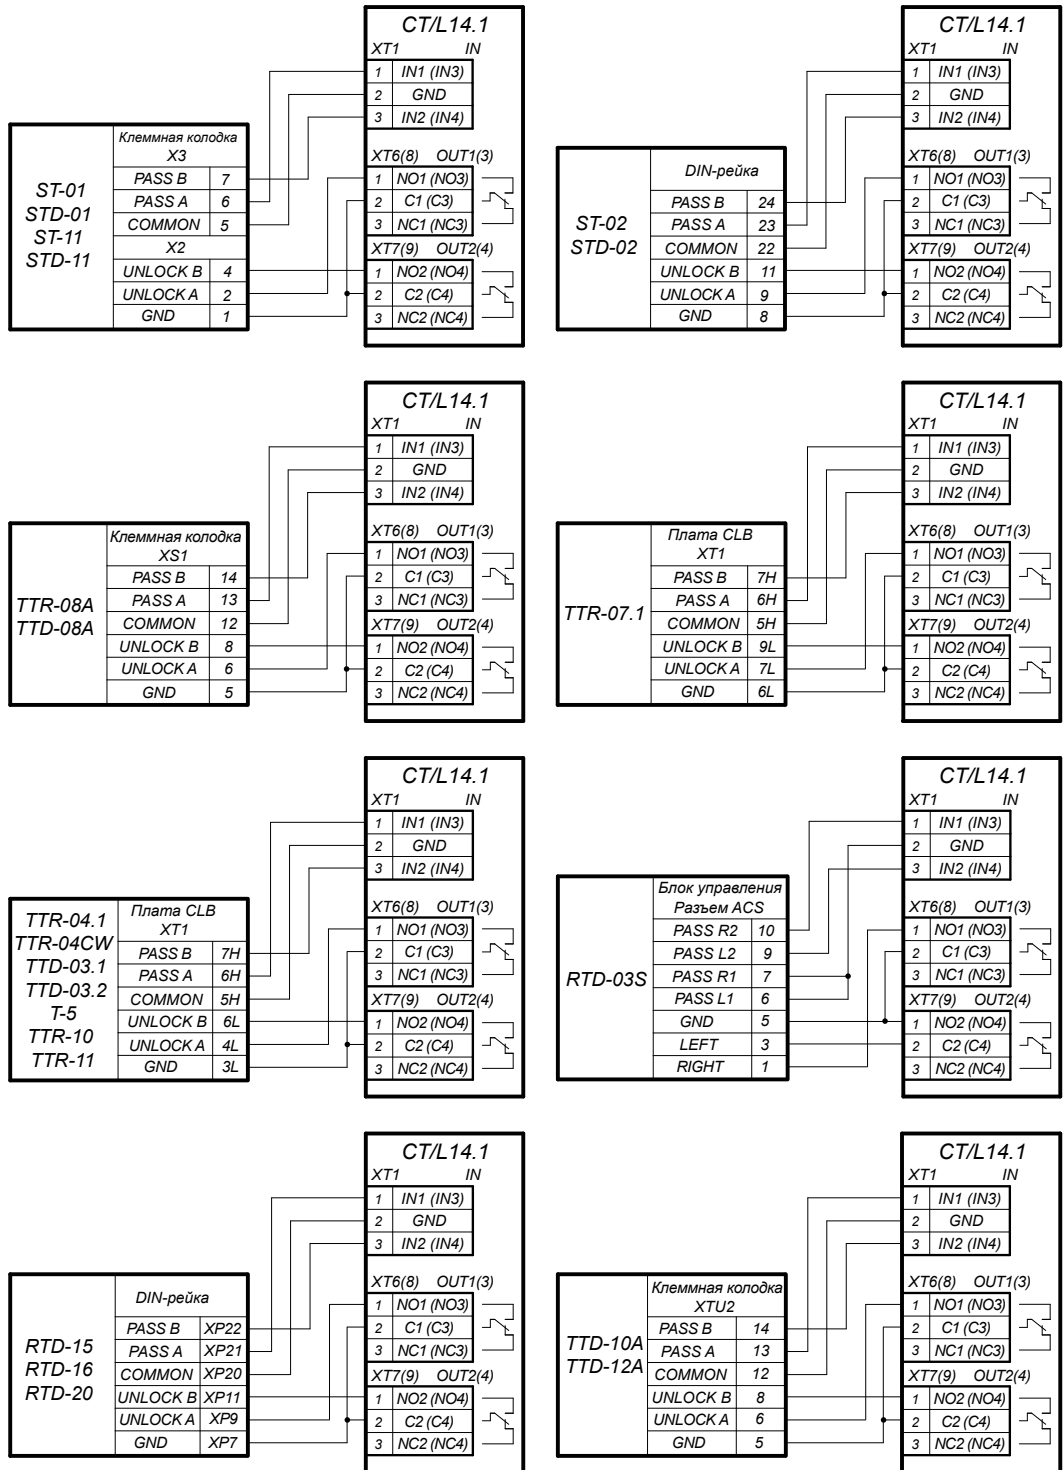 CT/L14.1
XT1 IN
1 IN1 (IN3)
2 GND
3 IN2 (IN4)
XT6(8) OUT1(3)
1 NO1 (NO3)
2 C1 (C3)
3 NC1 (NC3)
XT7(9) OUT2(4)
1 NO2 (NO4)
2 C2 (C4)
3 NC2 (NC4)
ST-01
STD-01
ST-11
STD-11
Клеммная колодка
X3
PASS B 7
PASS A 6
COMMON 5
X2
UNLOCK B 4
UNLOCK A 2
GND 1
CT/L14.1
XT1 IN
1 IN1 (IN3)
2 GND
3 IN2 (IN4)
XT6(8) OUT1(3)
1 NO1 (NO3)
2 C1 (C3)
3 NC1 (NC3)
XT7(9) OUT2(4)
1 NO2 (NO4)
2 C2 (C4)
3 NC2 (NC4)
ST-02
STD-02
DIN-рейка
PASS B 24
PASS A 23
COMMON 22
UNLOCK B 11
UNLOCK A 9
GND 8
CT/L14.1
XT1 IN
1 IN1 (IN3)
2 GND
3 IN2 (IN4)
XT6(8) OUT1(3)
1 NO1 (NO3)
2 C1 (C3)
3 NC1 (NC3)
XT7(9) OUT2(4)
1 NO2 (NO4)
2 C2 (C4)
3 NC2 (NC4)
TTR-08A
TTD-08A
Клеммная колодка
XS1
PASS B 14
PASS A 13
COMMON 12
UNLOCK B 8
UNLOCK A 6
GND 5
CT/L14.1
XT1 IN
1 IN1 (IN3)
2 GND
3 IN2 (IN4)
XT6(8) OUT1(3)
1 NO1 (NO3)
2 C1 (C3)
3 NC1 (NC3)
XT7(9) OUT2(4)
1 NO2 (NO4)
2 C2 (C4)
3 NC2 (NC4)
TTR-07.1
Плата CLB
XT1
PASS B 7H
PASS A 6H
COMMON 5H
UNLOCK B 9L
UNLOCK A 7L
GND 6L
CT/L14.1
XT1 IN
1 IN1 (IN3)
2 GND
3 IN2 (IN4)
XT6(8) OUT1(3)
1 NO1 (NO3)
2 C1 (C3)
3 NC1 (NC3)
XT7(9) OUT2(4)
1 NO2 (NO4)
2 C2 (C4)
3 NC2 (NC4)
TTR-04.1
TTR-04CW
TTD-03.1
TTD-03.2
T-5
TTR-10
TTR-11
Плата CLB
XT1
PASS B 7H
PASS A 6H
COMMON 5H
UNLOCK B 6L
UNLOCK A 4L
GND 3L
CT/L14.1
XT1 IN
1 IN1 (IN3)
2 GND
3 IN2 (IN4)
XT6(8) OUT1(3)
1 NO1 (NO3)
2 C1 (C3)
3 NC1 (NC3)
XT7(9) OUT2(4)
1 NO2 (NO4)
2 C2 (C4)
3 NC2 (NC4)
RTD-03S
Блок управления
Разъем ACS
PASS R2 10
PASS L2 9
PASS R1 7
PASS L1 6
GND 5
LEFT 3
RIGHT 1
CT/L14.1
XT1 IN
1 IN1 (IN3)
2 GND
3 IN2 (IN4)
XT6(8) OUT1(3)
1 NO1 (NO3)
2 C1 (C3)
3 NC1 (NC3)
XT7(9) OUT2(4)
1 NO2 (NO4)
2 C2 (C4)
3 NC2 (NC4)
RTD-15
RTD-16
RTD-20
DIN-рейка
PASS B XP22
PASS A XP21
COMMON XP20
UNLOCK B XP11
UNLOCK A XP9
GND XP7
CT/L14.1
XT1 IN
1 IN1 (IN3)
2 GND
3 IN2 (IN4)
XT6(8) OUT1(3)
1 NO1 (NO3)
2 C1 (C3)
3 NC1 (NC3)
XT7(9) OUT2(4)
1 NO2 (NO4)
2 C2 (C4)
3 NC2 (NC4)
TTD-10A
TTD-12A
Клеммная колодка
XTU2
PASS B 14
PASS A 13
COMMON 12
UNLOCK B 8
UNLOCK A 6
GND 5